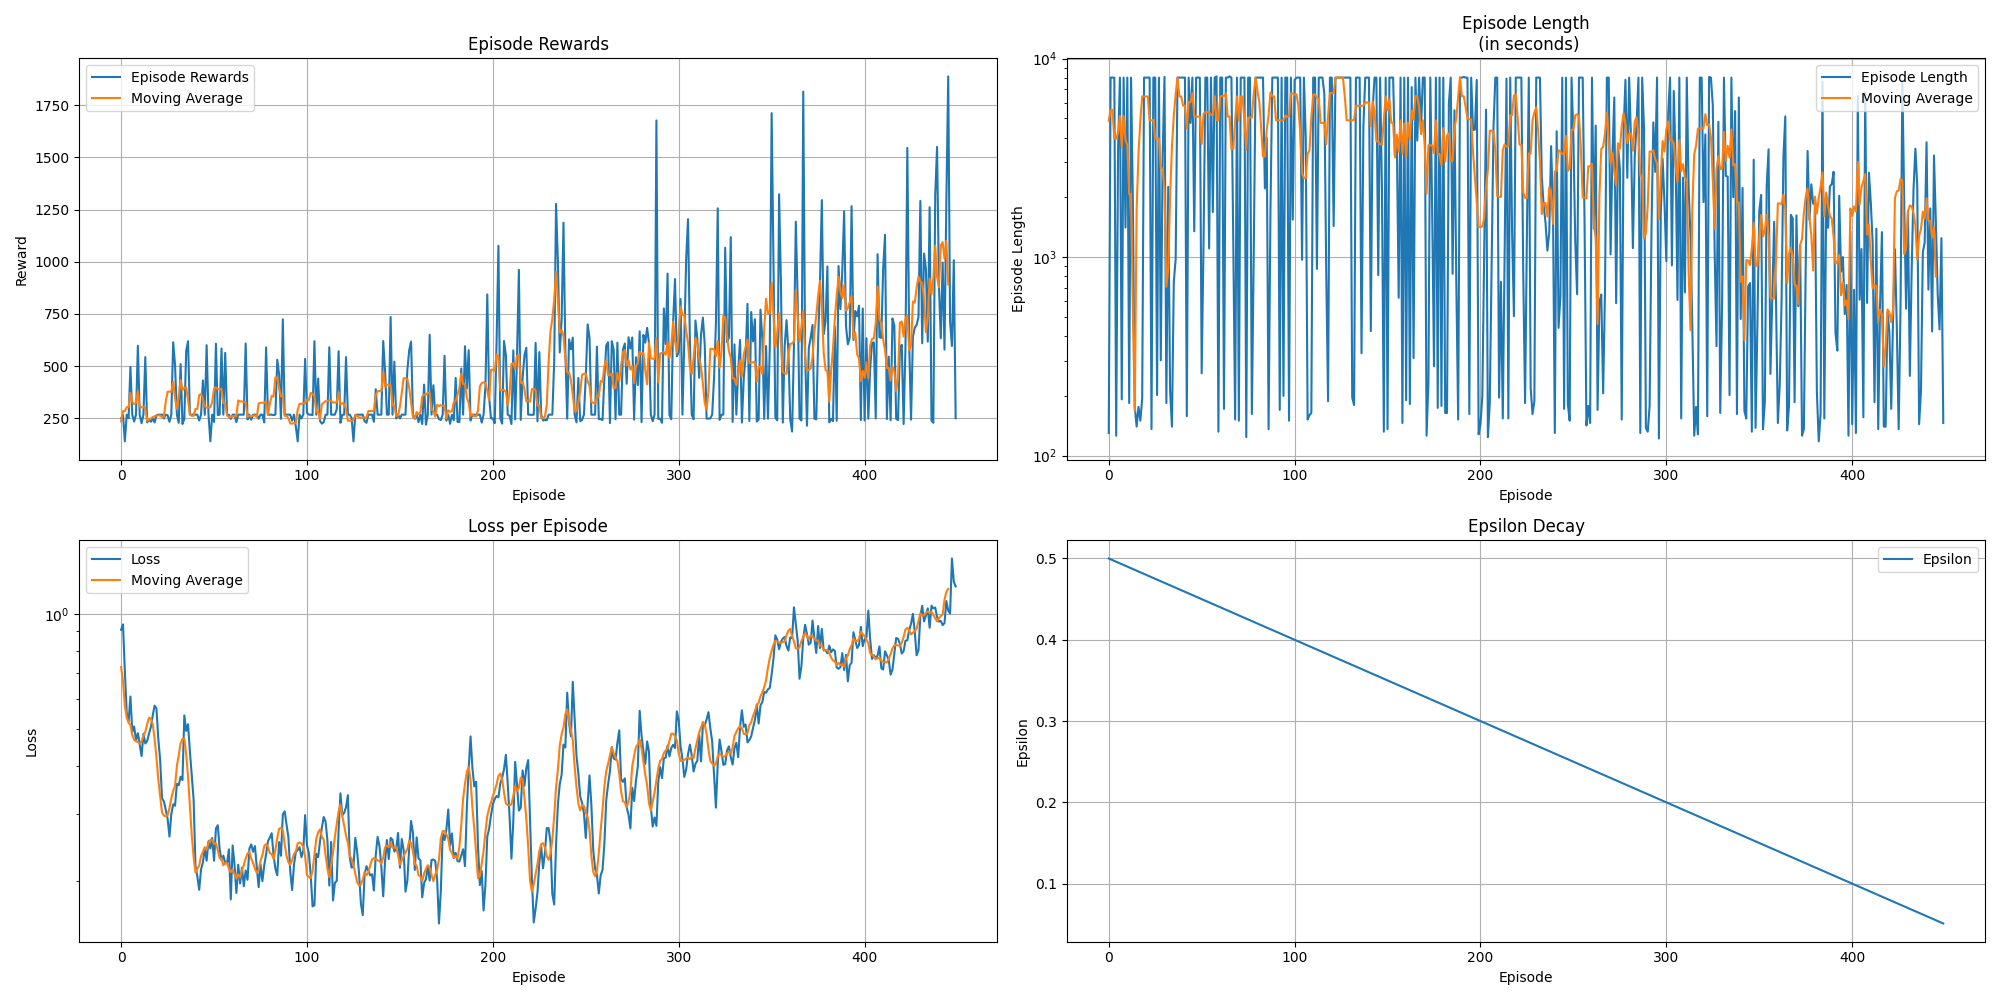 Episode Rewards
Episode Rewards
Moving Average
Reward
1750
1500
1250
1000
750
500
250
0
100
200
300
400
Episode
Episode Length
(in seconds)
Episode Length
Moving Average
Episode Length
10^4
10^3
10^2
0
100
200
300
400
Episode
Loss per Episode
Loss
Moving Average
Loss
10^0
0
100
200
300
400
Episode
Epsilon Decay
Epsilon
Epsilon
0.5
0.4
0.3
0.2
0.1
0
100
200
300
400
Episode